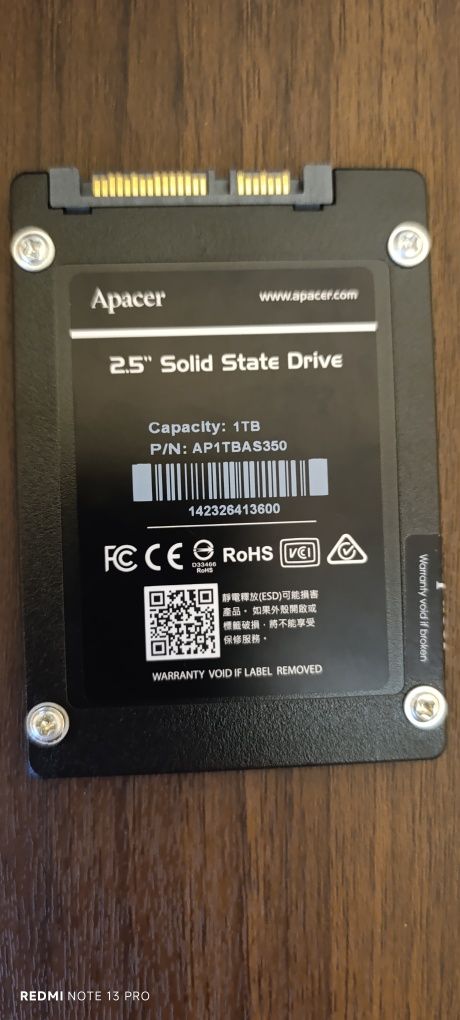 Apacer
www.apacer.com
2.5" Solid State Drive
Capacity: 1TB
P/N: AP1TBAS350
142326413600
FC CE D33466 RoHS RoHS VCI
靜電釋放(ESD)可能損害
產品。如果外殼開啟或
標籤破損，將不能享受
保修服務。
WARRANTY VOID IF LABEL REMOVED
Warranty void if broken
REDMI NOTE 13 PRO